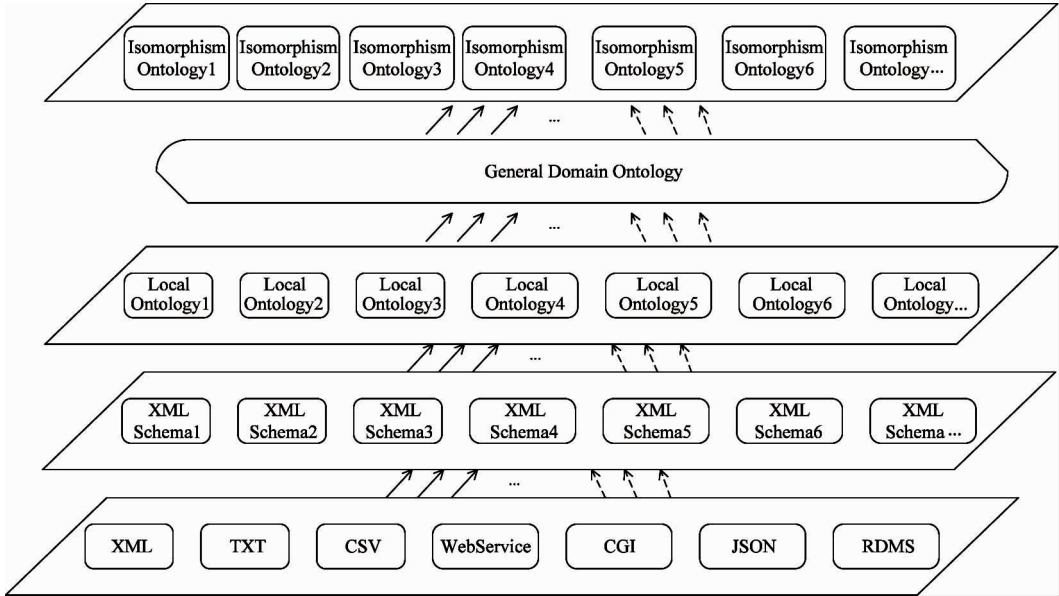 Isomorphism Ontology1
Isomorphism Ontology2
Isomorphism Ontology3
Isomorphism Ontology4
Isomorphism Ontology5
Isomorphism Ontology6
Isomorphism Ontology...
...
General Domain Ontology
...
Local Ontology1
Local Ontology2
Local Ontology3
Local Ontology4
Local Ontology5
Local Ontology6
Local Ontology...
...
XML Schema1
XML Schema2
XML Schema3
XML Schema4
XML Schema5
XML Schema6
XML Schema ...
...
XML
TXT
CSV
WebService
CGI
JSON
RDMS